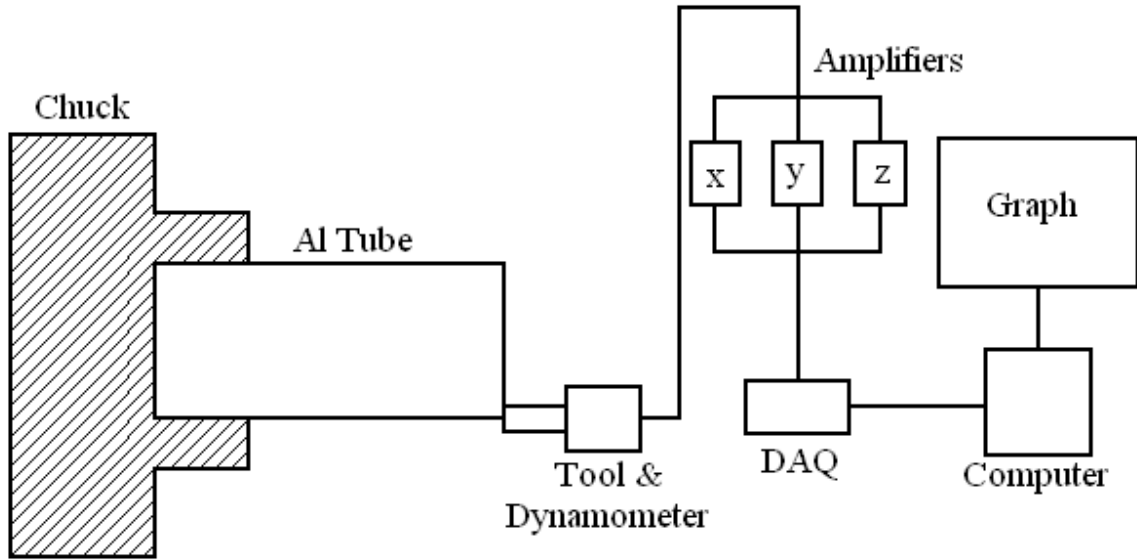 Chuck
Al Tube
Tool &
Dynamometer
Amplifiers
x
y
z
DAQ
Computer
Graph